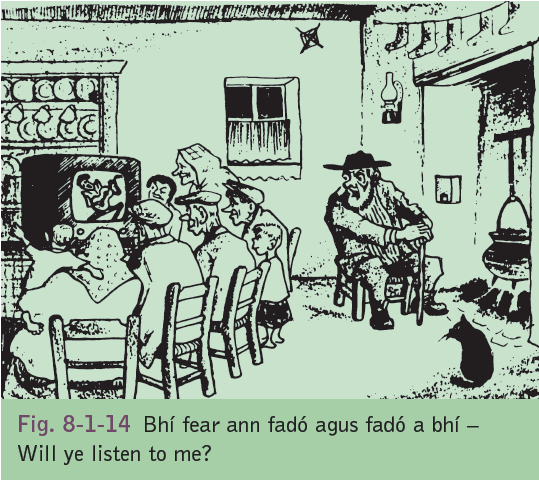 Fig. 8-1-14 Bhí fear ann fadó agus fadó a bhí –
Will ye listen to me?